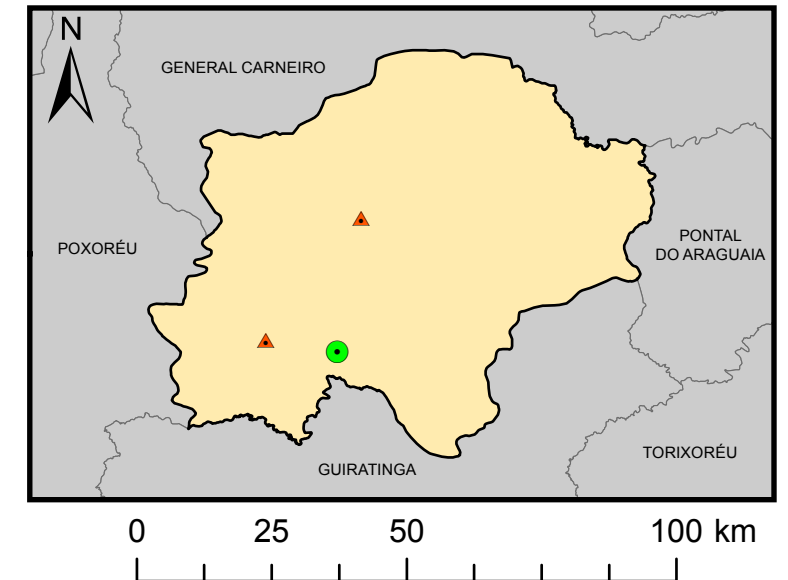 N
GENERAL CARNEIRO
POXORÉU
PONTAL
DO ARAGUAIA
TORIXORÉU
GUIRATINGA
0 25 50 100 km